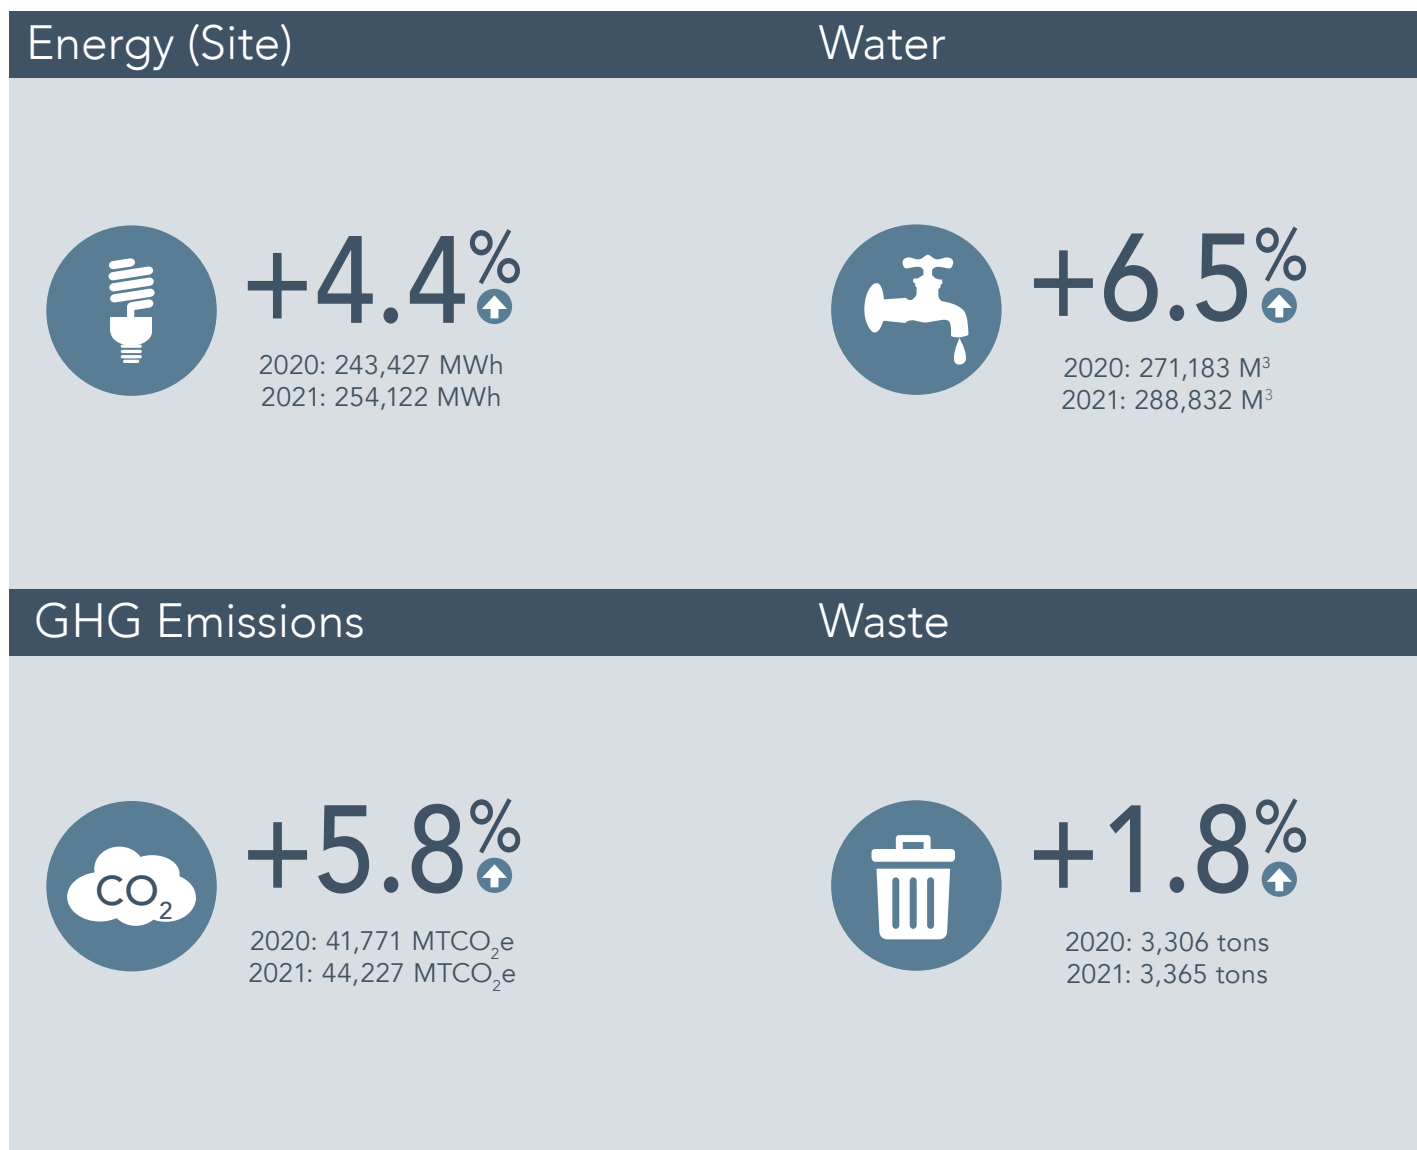 Energy (Site)
Water
+4.4%
2020: 243,427 MWh
2021: 254,122 MWh
+6.5%
2020: 271,183 M³
2021: 288,832 M³
GHG Emissions
Waste
CO₂
+5.8%
2020: 41,771 MTCO₂e
2021: 44,227 MTCO₂e
+1.8%
2020: 3,306 tons
2021: 3,365 tons